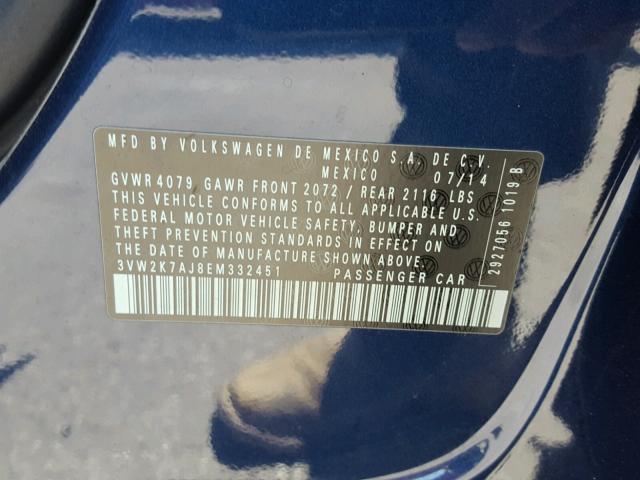 MFD BY VOLKSWAGEN DE MEXICO S.A. DE C.V.
MEXICO 07/14
GVWR 4079 GAWR FRONT 2072 / REAR 2116 LBS
THIS VEHICLE CONFORMS TO ALL APPLICABLE U.S.
FEDERAL MOTOR VEHICLE SAFETY, BUMPER AND
THEFT PREVENTION STANDARDS IN EFFECT ON
THE DATE OF MANUFACTURE SHOWN ABOVE.
3VW2K7AJ8EM332451 PASSENGER CAR
2927056 1019 B